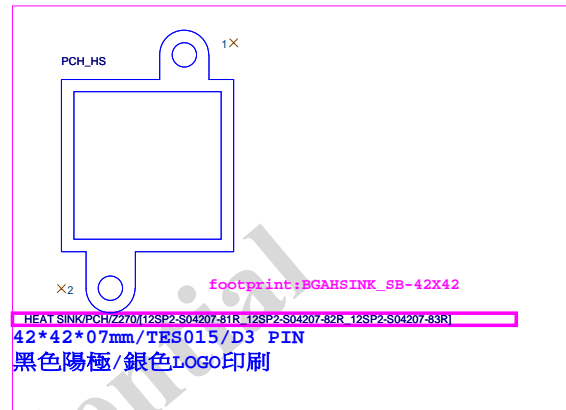 1
PCH_HS
2
footprint:BGAHSINK_SB-42X42
HEAT SINK/PCH/Z270/[12SP2-S04207-81R_12SP2-S04207-82R_12SP2-S04207-83R]
42*42*07mm/TES015/D3 PIN
黑色陽極/銀色LOGO印刷
ential